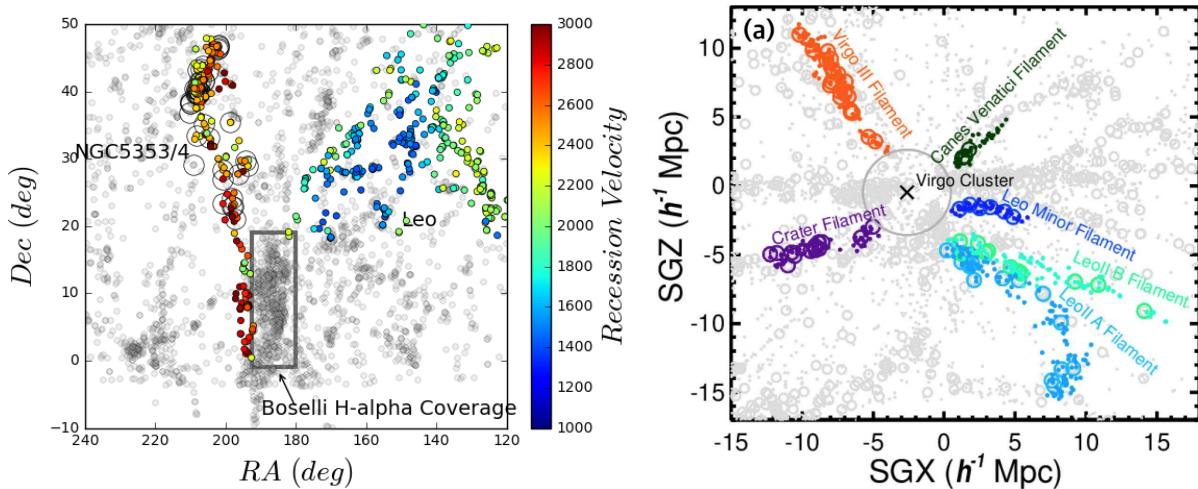 50
40
30
20
10
0
−10
240
220
200
180
160
140
120
Dec (deg)
RA (deg)
NGC5353/4
Leo
Boselli H-alpha Coverage
3000
2800
2600
2400
2200
2000
1800
1600
1400
1200
1000
Recession Velocity
(a)
10
5
0
-5
-10
-15
-15
-10
-5
0
5
10
15
SGZ (h⁻¹ Mpc)
SGX (h⁻¹ Mpc)
Virgo III Filament
Canes Venatici Filament
Virgo Cluster
Crater Filament
Leo Minor Filament
LeoII B Filament
LeoII A Filament